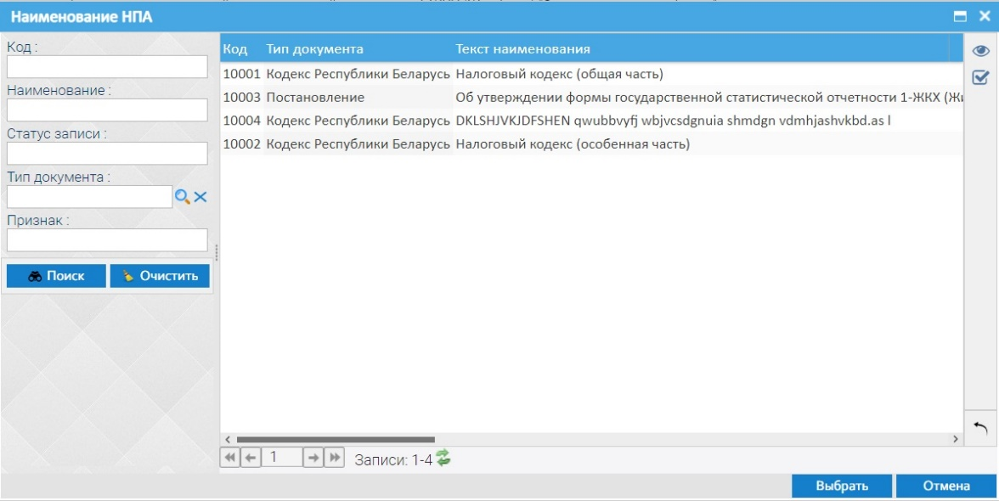 Наименование НПА
Код :
Наименование :
Статус записи :
Тип документа :
Признак :
Поиск Очистить
Код Тип документа Текст наименования
10001 Кодекс Республики Беларусь Налоговый кодекс (общая часть)
10003 Постановление Об утверждении формы государственной статистической отчетности 1-ЖКХ (Жи
10004 Кодекс Республики Беларусь DKLSHJVKJDFSHEN qwubbvyfj wbjvcsdgnuia shmdgn vdmhjashvkbd.as l
10002 Кодекс Республики Беларусь Налоговый кодекс (особенная часть)
1 Записи: 1-4
Выбрать Отмена